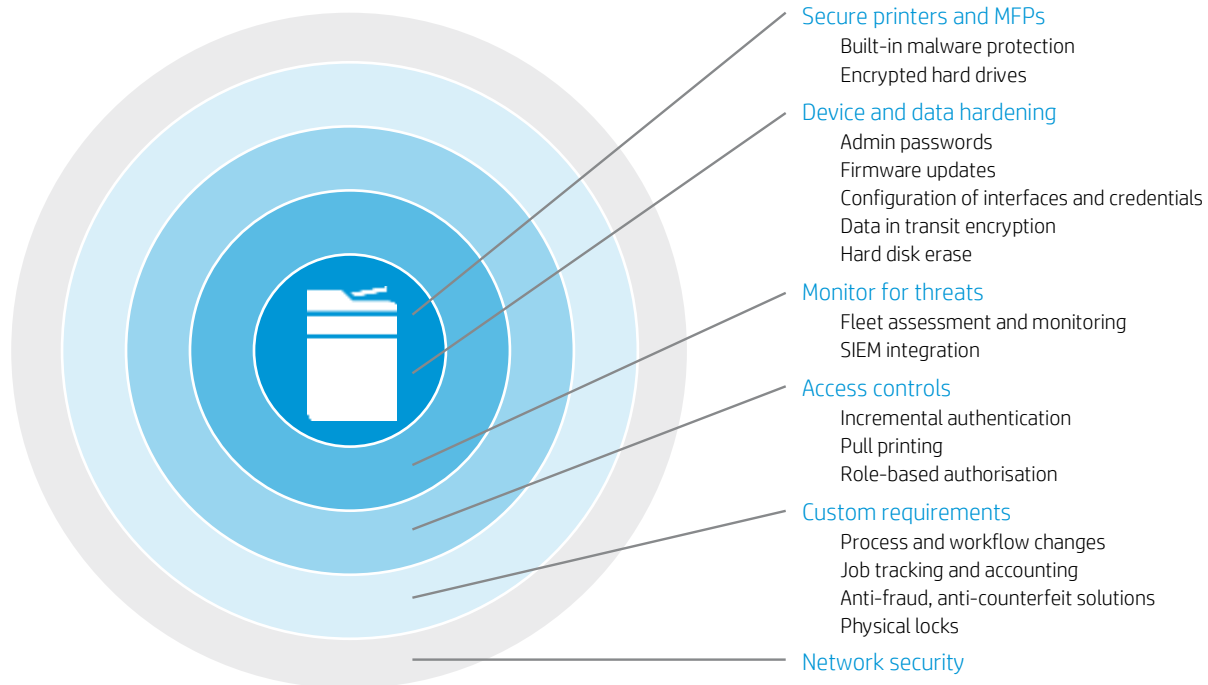 Secure printers and MFPs
Built-in malware protection
Encrypted hard drives
Device and data hardening
Admin passwords
Firmware updates
Configuration of interfaces and credentials
Data in transit encryption
Hard disk erase
Monitor for threats
Fleet assessment and monitoring
SIEM integration
Access controls
Incremental authentication
Pull printing
Role-based authorisation
Custom requirements
Process and workflow changes
Job tracking and accounting
Anti-fraud, anti-counterfeit solutions
Physical locks
Network security